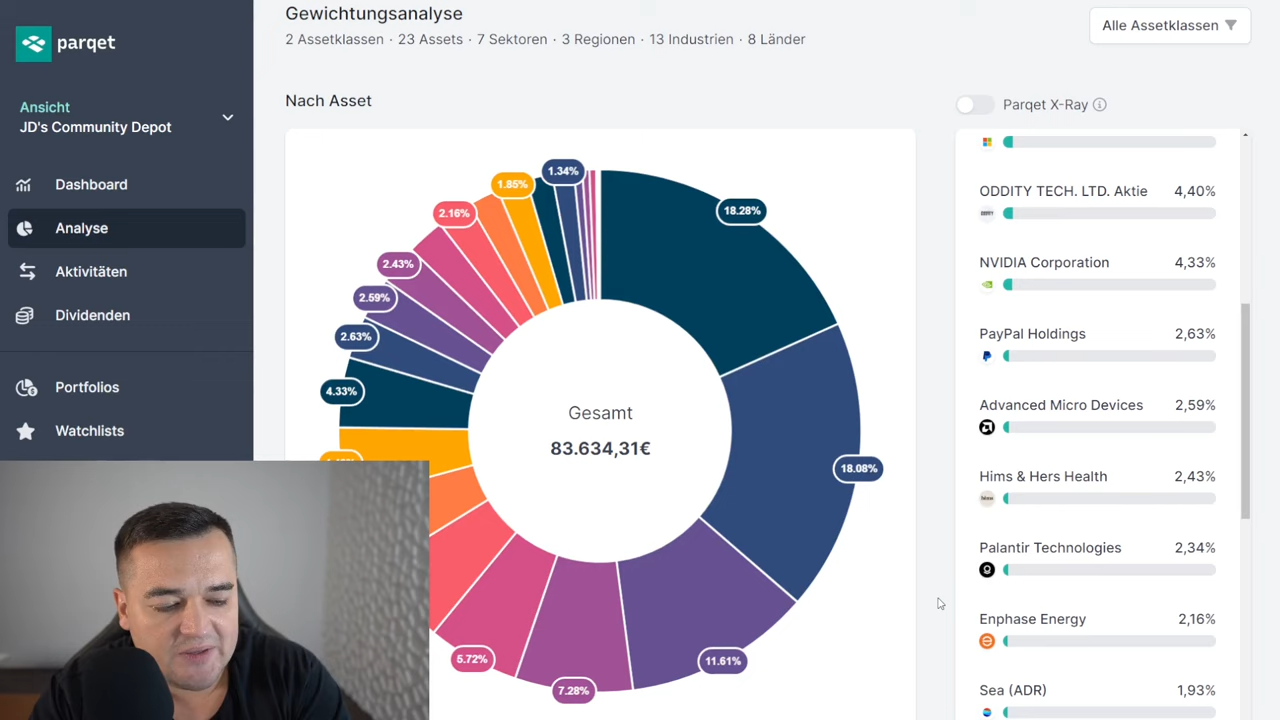 parqet
Ansicht
JD's Community Depot
Dashboard
Analyse
Aktivitäten
Dividenden
Portfolios
Watchlists
Gewichtungsanalyse
2 Assetklassen · 23 Assets · 7 Sektoren · 3 Regionen · 13 Industrien · 8 Länder
Alle Assetklassen
Nach Asset
Parqet X-Ray
1.34%
1.85%
2.16%
2.43%
2.59%
2.63%
4.33%
18.28%
18.08%
11.61%
7.28%
5.72%
Gesamt
83.634,31€
ODDITY TECH. LTD. Aktie 4,40%
NVIDIA Corporation 4,33%
PayPal Holdings 2,63%
Advanced Micro Devices 2,59%
Hims & Hers Health 2,43%
Palantir Technologies 2,34%
Enphase Energy 2,16%
Sea (ADR) 1,93%